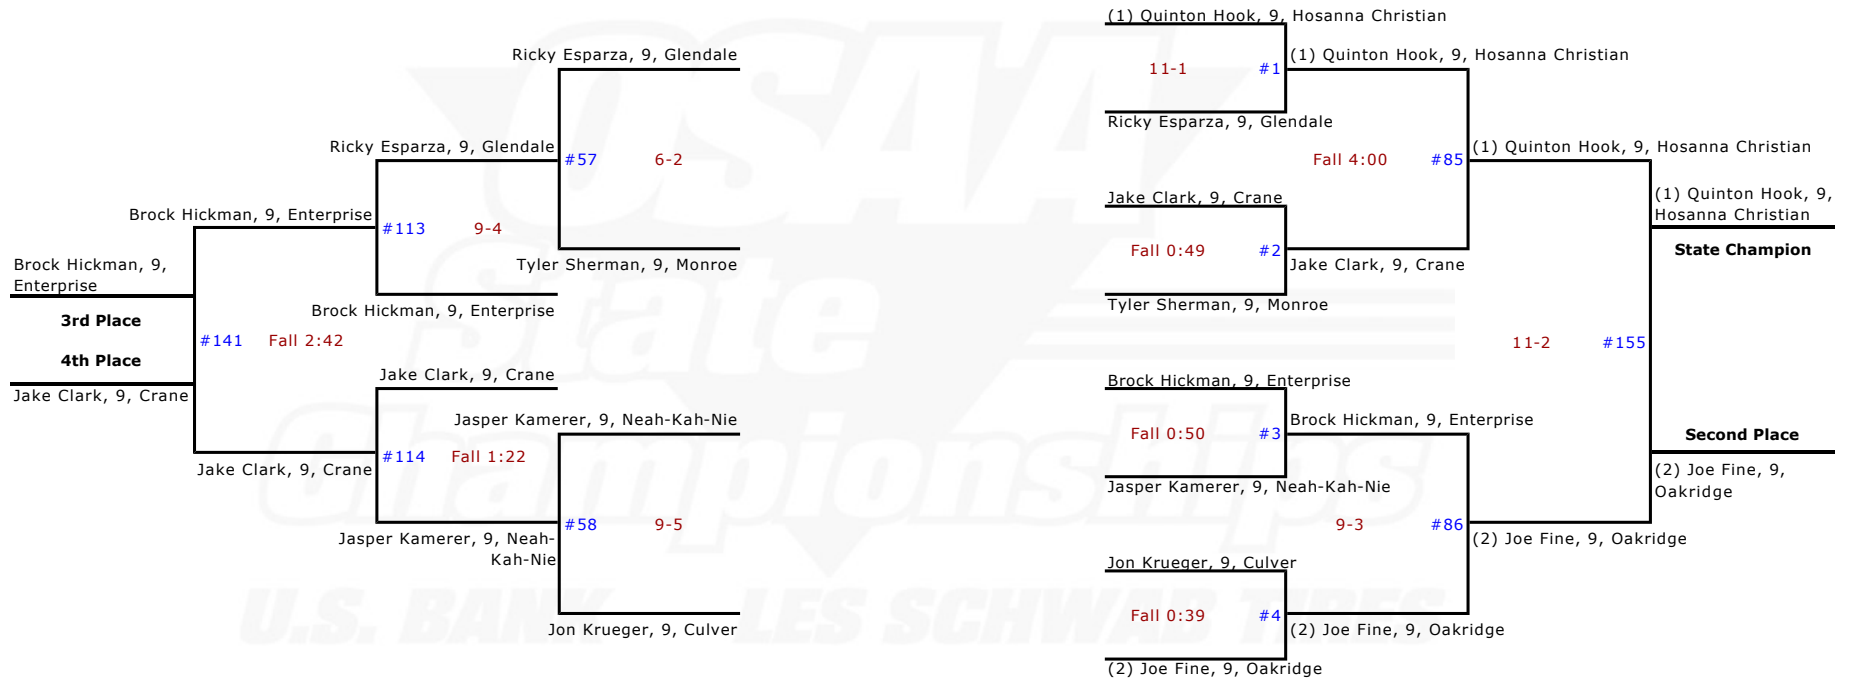 (1) Quinton Hook, 9, Hosanna Christian
Ricky Esparza, 9, Glendale
(1) Quinton Hook, 9, Hosanna Christian
11-1
#1
Ricky Esparza, 9, Glendale
Ricky Esparza, 9, Glendale
#57
6-2
Fall 4:00
#85
(1) Quinton Hook, 9, Hosanna Christian
Jake Clark, 9, Crane
(1) Quinton Hook, 9,
Hosanna Christian
State Champion
Brock Hickman, 9, Enterprise
#113
9-4
Fall 0:49
#2
Tyler Sherman, 9, Monroe
Jake Clark, 9, Crane
Brock Hickman, 9,
Enterprise
3rd Place
Brock Hickman, 9, Enterprise
Tyler Sherman, 9, Monroe
#141
Fall 2:42
11-2
#155
4th Place
Jake Clark, 9, Crane
Jake Clark, 9, Crane
Brock Hickman, 9, Enterprise
Jasper Kamerer, 9, Neah-Kah-Nie
Brock Hickman, 9, Enterprise
Fall 0:50
#3
Second Place
#114
Fall 1:22
Jake Clark, 9, Crane
(2) Joe Fine, 9,
Oakridge
Jasper Kamerer, 9, Neah-Kah-Nie
#58
9-5
9-3
#86
Jasper Kamerer, 9, Neah-
Kah-Nie
(2) Joe Fine, 9, Oakridge
Jon Krueger, 9, Culver
Fall 0:39
#4
Jon Krueger, 9, Culver
(2) Joe Fine, 9, Oakridge
(2) Joe Fine, 9, Oakridge
OSAA
State
Championships
U.S. BANK
LES SCHWAB TIRES